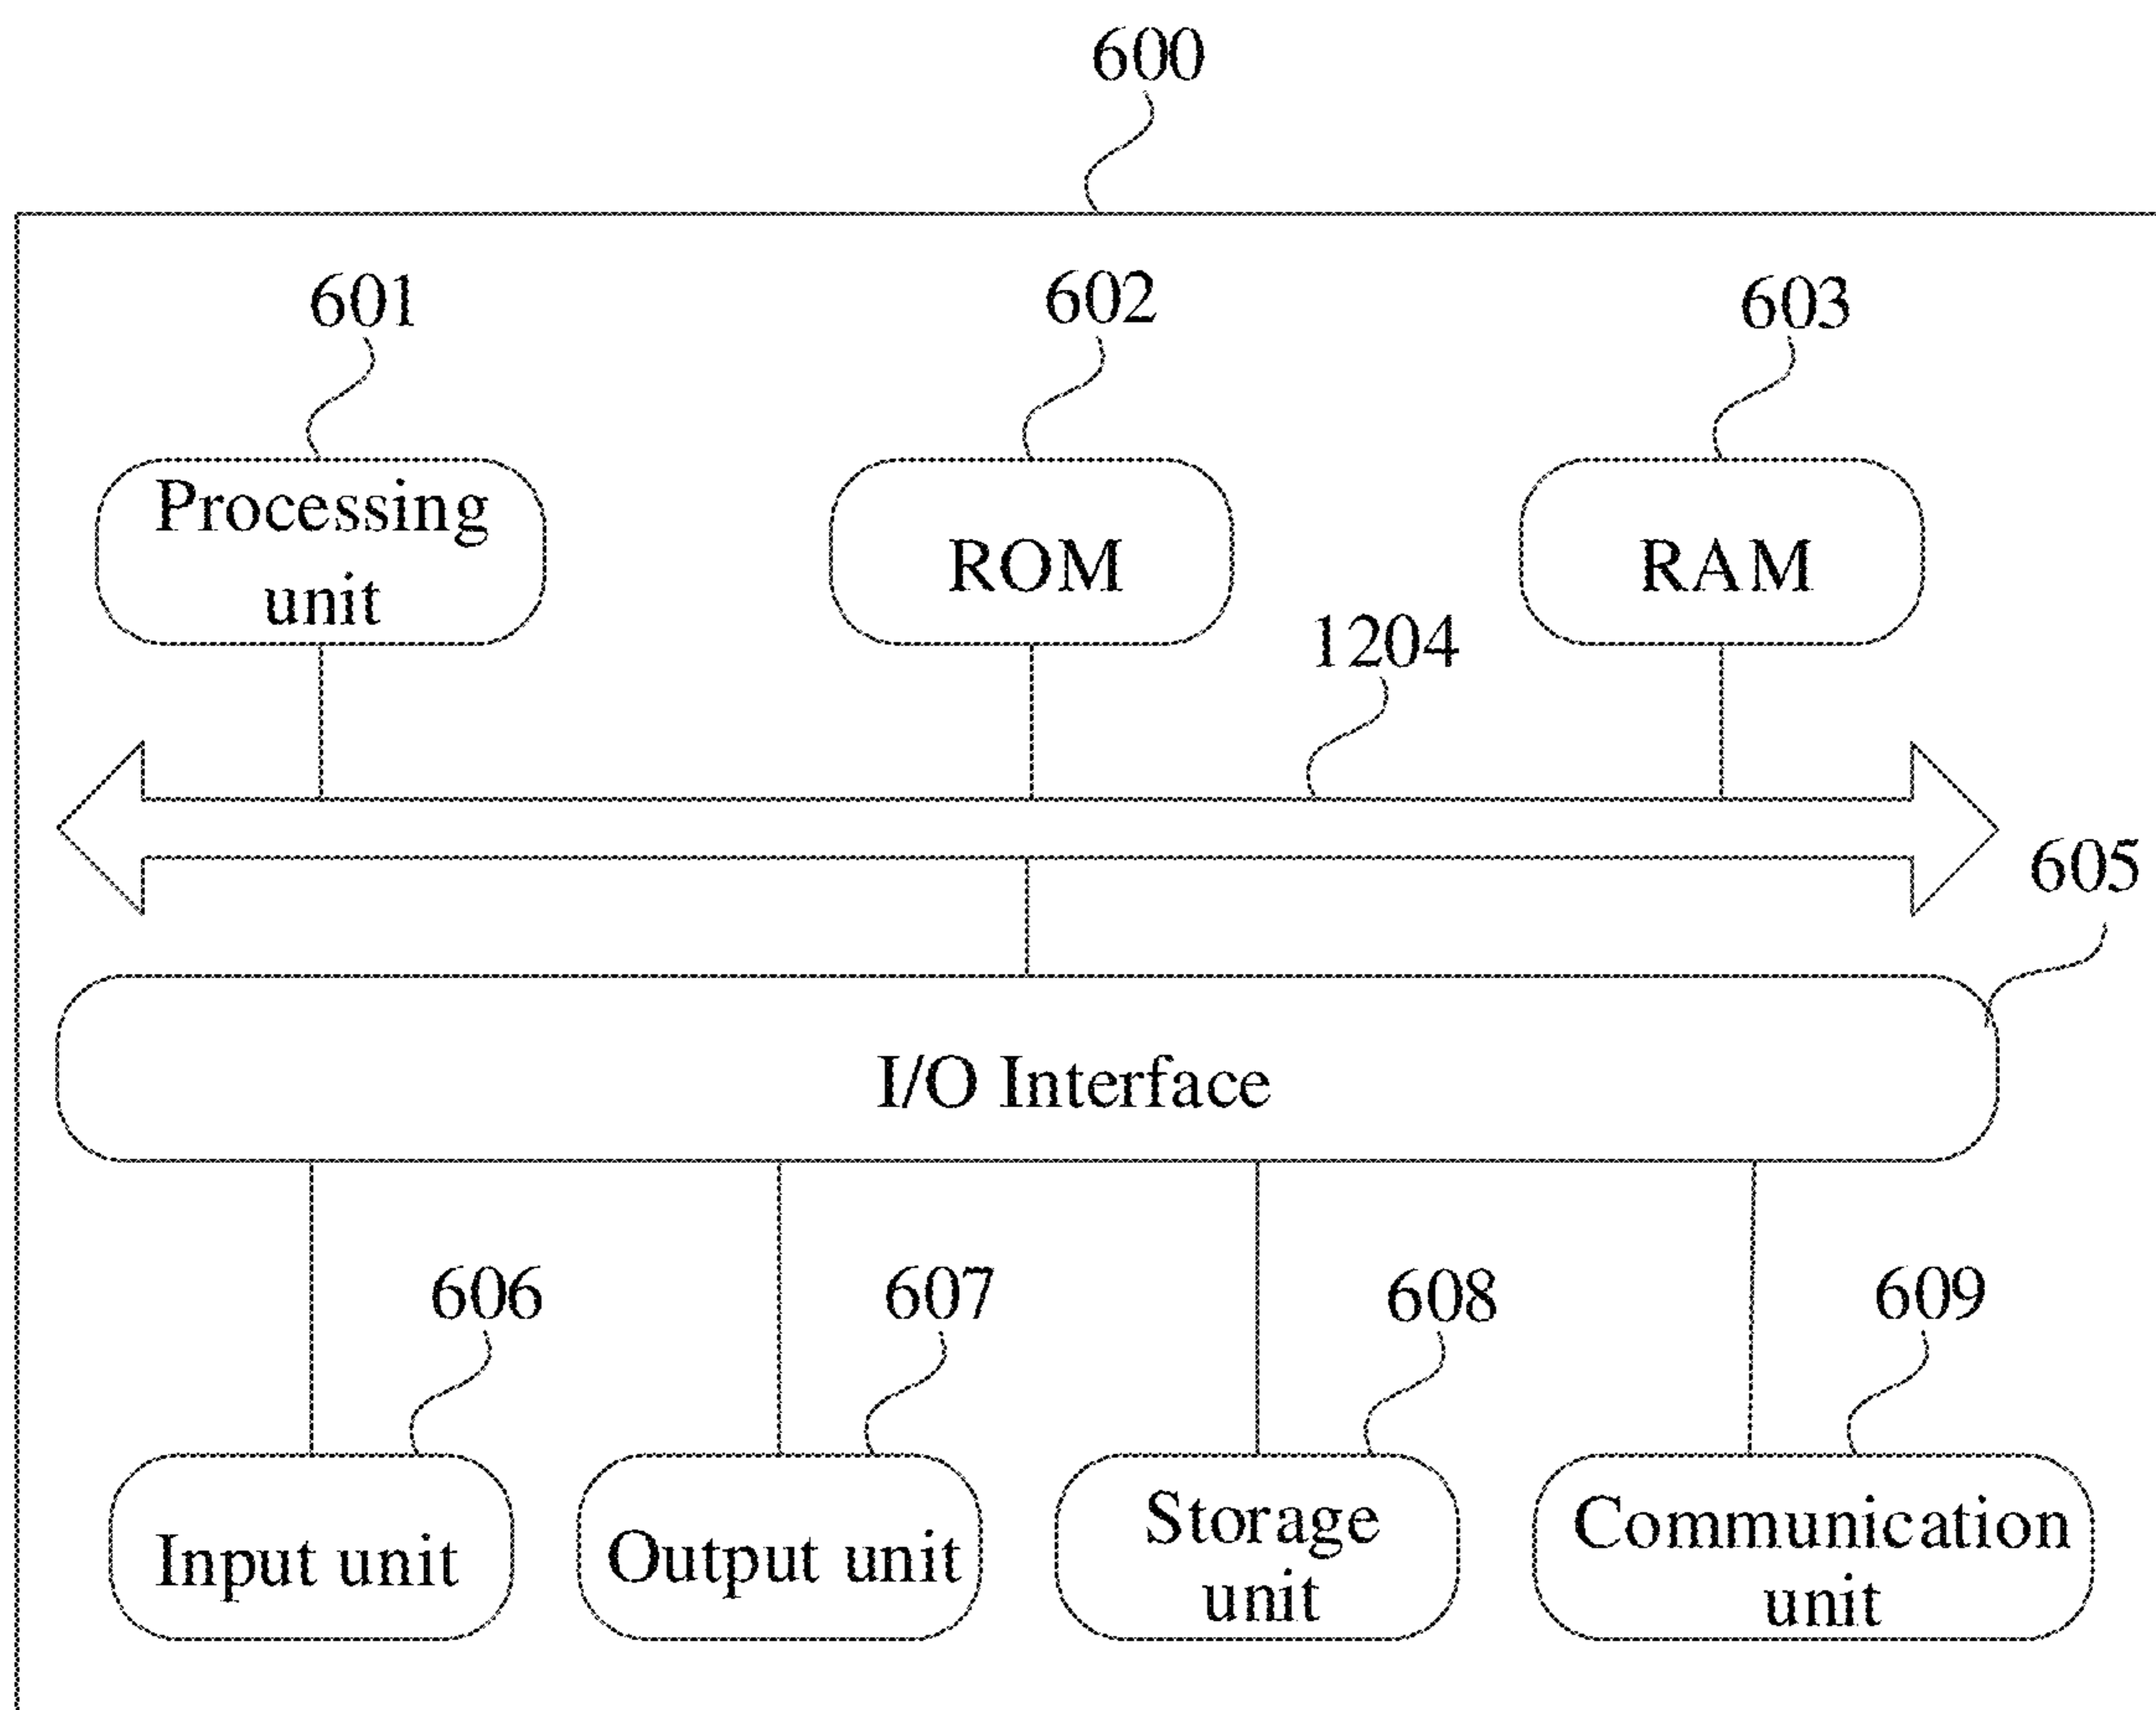 600
601
602
603
Processing
unit
ROM
RAM
1204
605
I/O Interface
606
607
608
609
Input unit
Output unit
Storage
unit
Communication
unit